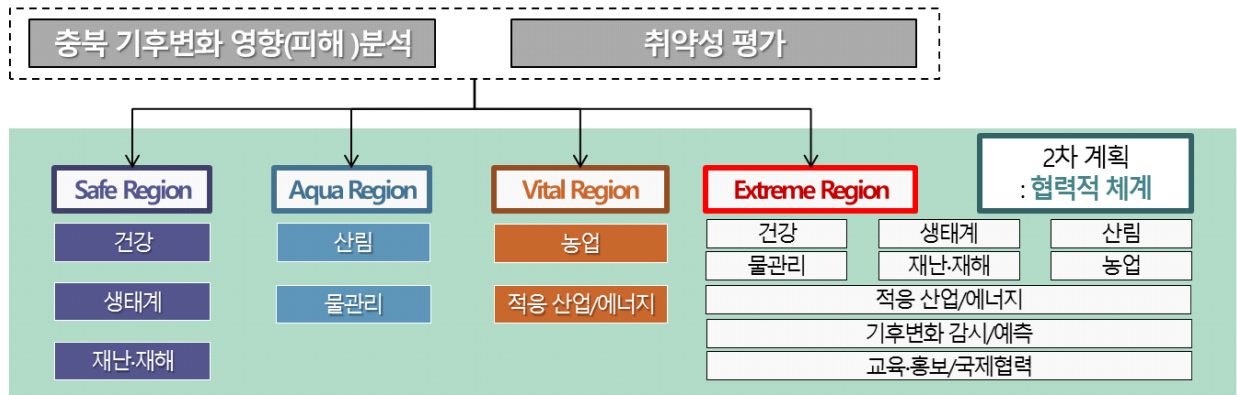 충북 기후변화 영향(피해)분석
취약성 평가
2차 계획
: 협력적 체계
Safe Region
건강
생태계
재난·재해
Aqua Region
산림
물관리
Vital Region
농업
적응 산업/에너지
Extreme Region
건강 생태계 산림
물관리 재난·재해 농업
적응 산업/에너지
기후변화 감시/예측
교육·홍보/국제협력